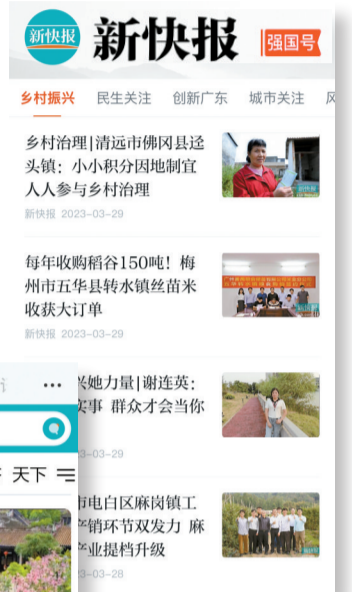 新快报 新快报 强国号
乡村振兴 民生关注 创新广东 城市关注
乡村治理|清远市佛冈县迳
头镇：小小积分因地制宜
人人参与乡村治理
新快报 2023-03-29
每年收购稻谷150吨！梅
州市五华县转水镇丝苗米
收获大订单
新快报 2023-03-29
她力量|谢连英：
实事 群众才会当你
3-03-29
天下
市电白区麻岗镇工
产销环节双发力 麻
产业提档升级
3-03-28